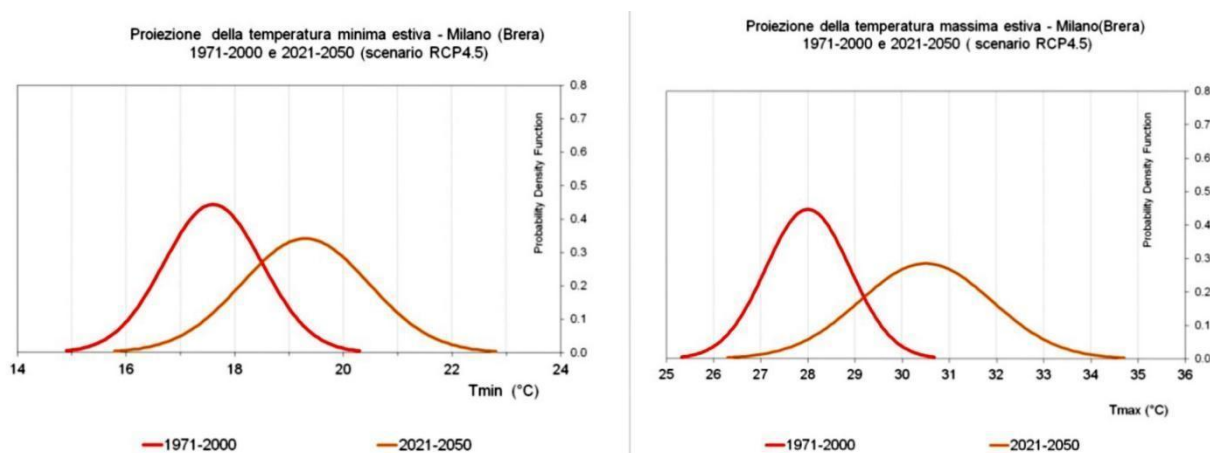 Proiezione della temperatura minima estiva - Milano (Brera)
1971-2000 e 2021-2050 (scenario RCP4.5)
0.8
0.7
0.6
0.5
0.4
0.3
0.2
0.1
0.0
Probability Density Function
14 16 18 20 22 24
Tmin (°C)
1971-2000 2021-2050
Proiezione della temperatura massima estiva - Milano(Brera)
1971-2000 e 2021-2050 ( scenario RCP4.5)
0.8
0.7
0.6
0.5
0.4
0.3
0.2
0.1
0.0
Probability Density Function
25 26 27 28 29 30 31 32 33 34 35 36
Tmax (°C)
1971-2000 2021-2050